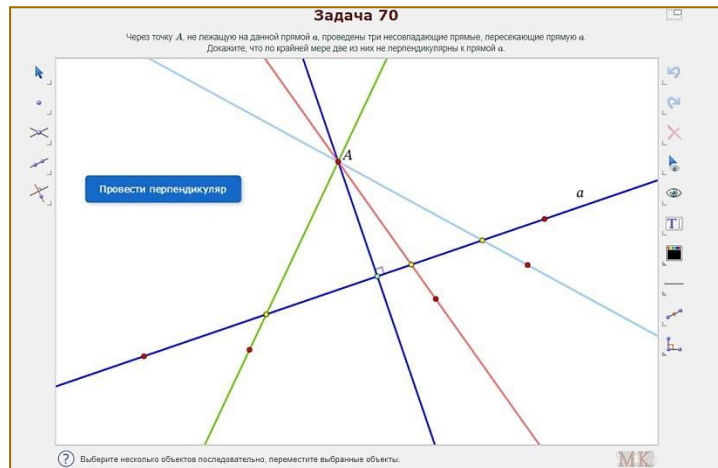 Задача 70
Через точку A, не лежащую на данной прямой a, проведены три несовпадающие прямые, пересекающие прямую a.
Докажите, что по крайней мере две из них не перпендикулярны к прямой a.
A
Провести перпендикуляр
a
T
? Выберите несколько объектов последовательно, переместите выбранные объекты.
МК